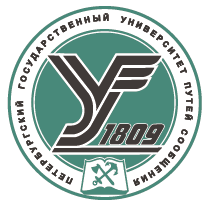 ПЕТЕРБУРГСКИЙ ГОСУДАРСТВЕННЫЙ УНИВЕРСИТЕТ ПУТЕЙ СООБЩЕНИЯ
1809